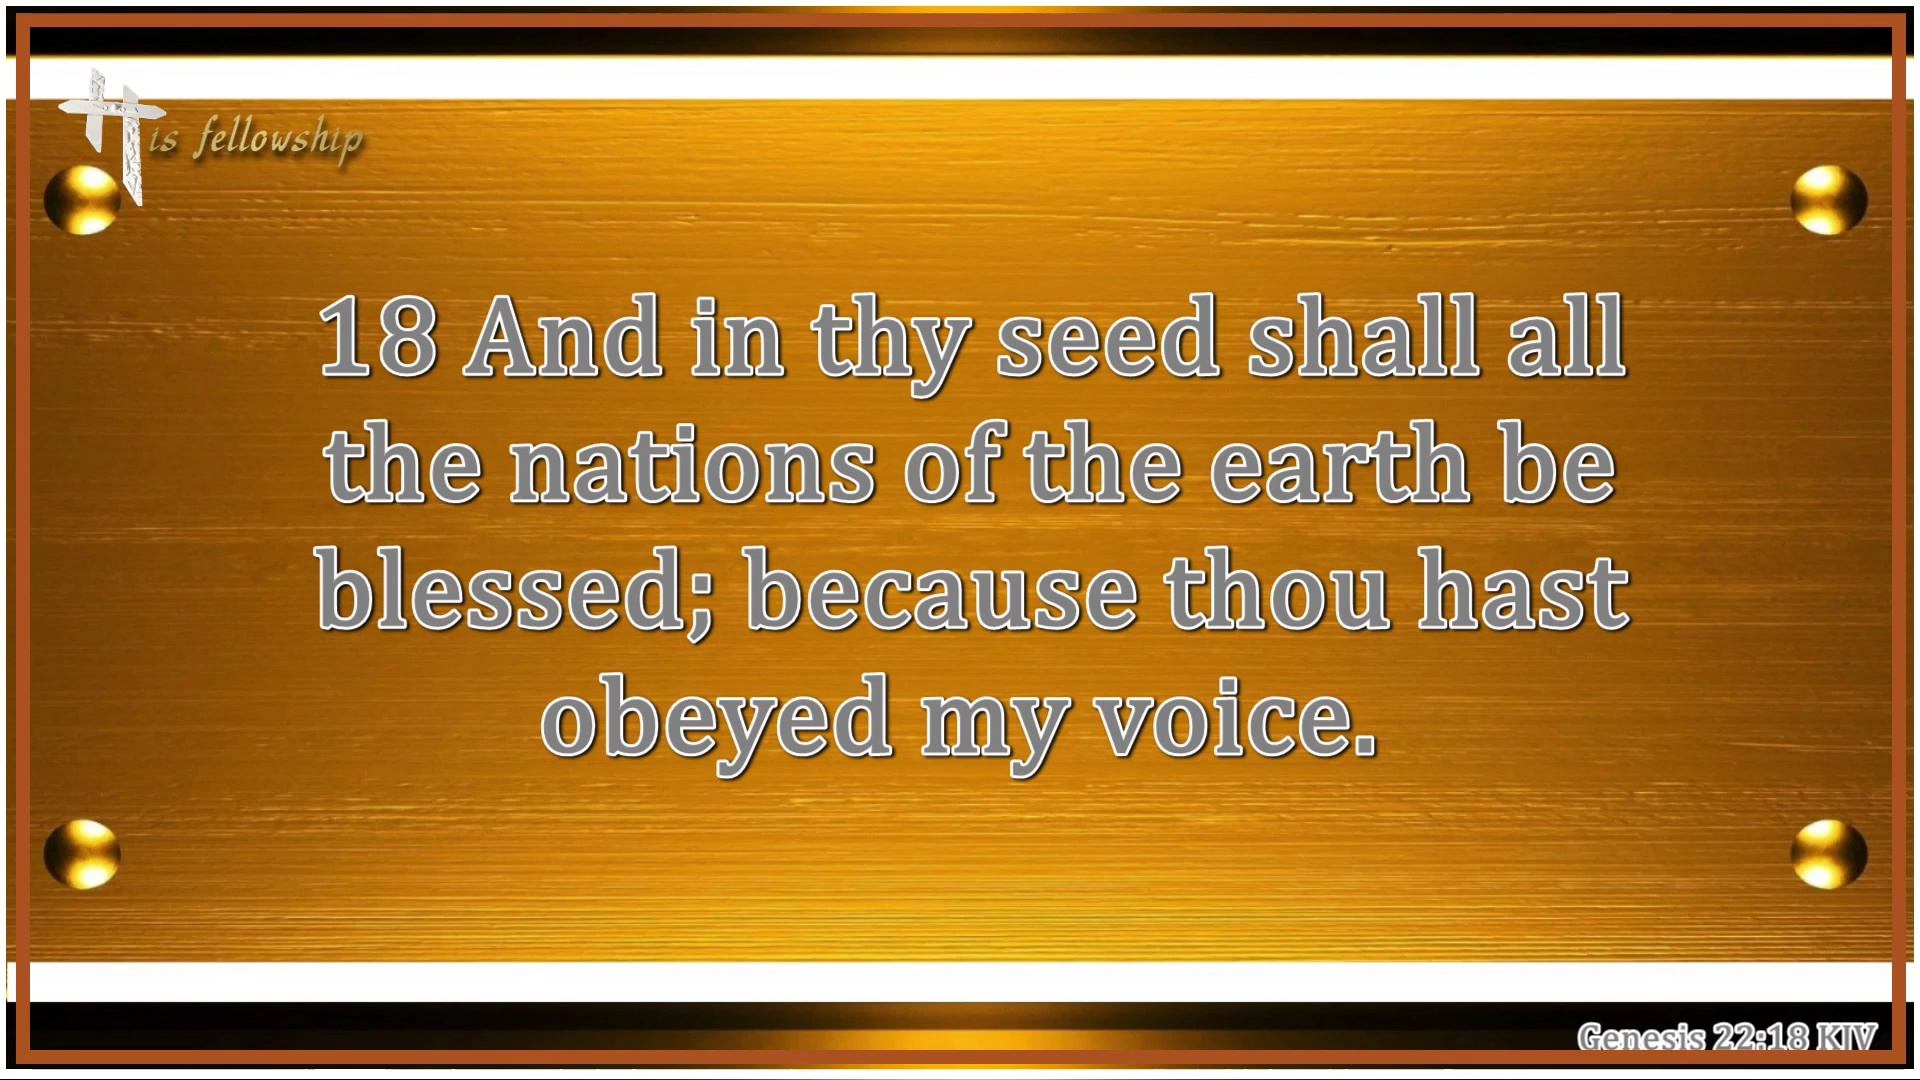 His fellowship
18 And in thy seed shall all
the nations of the earth be
blessed; because thou hast
obeyed my voice.
Genesis 22:18 KJV